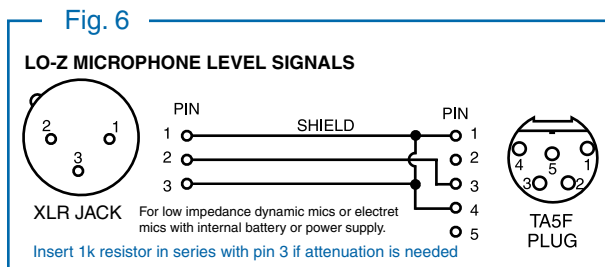 Fig. 6
LO-Z MICROPHONE LEVEL SIGNALS
PIN
PIN
SHIELD
1
1
2
2
3
3
4
5
2
1
3
4
1
5
3
2
XLR JACK
For low impedance dynamic mics or electret
mics with internal battery or power supply.
TA5F
PLUG
Insert 1k resistor in series with pin 3 if attenuation is needed